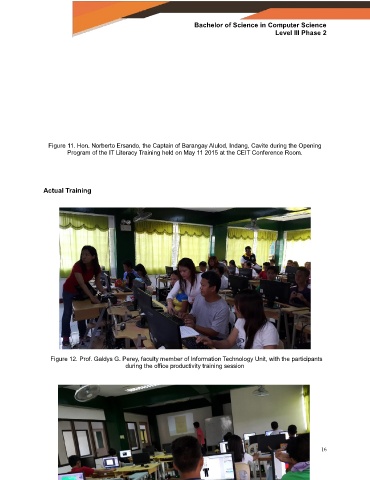 Bachelor of Science in Computer Science
Level III Phase 2
Figure 11. Hon. Norberto Ersando, the Captain of Barangay Alulod, Indang, Cavite during the Opening
Program of the IT Literacy Training held on May 11 2015 at the CEIT Conference Room.
Actual Training
Figure 12. Prof. Galdys G. Perey, faculty member of Information Technology Unit, with the participants
during the office productivity training session
16